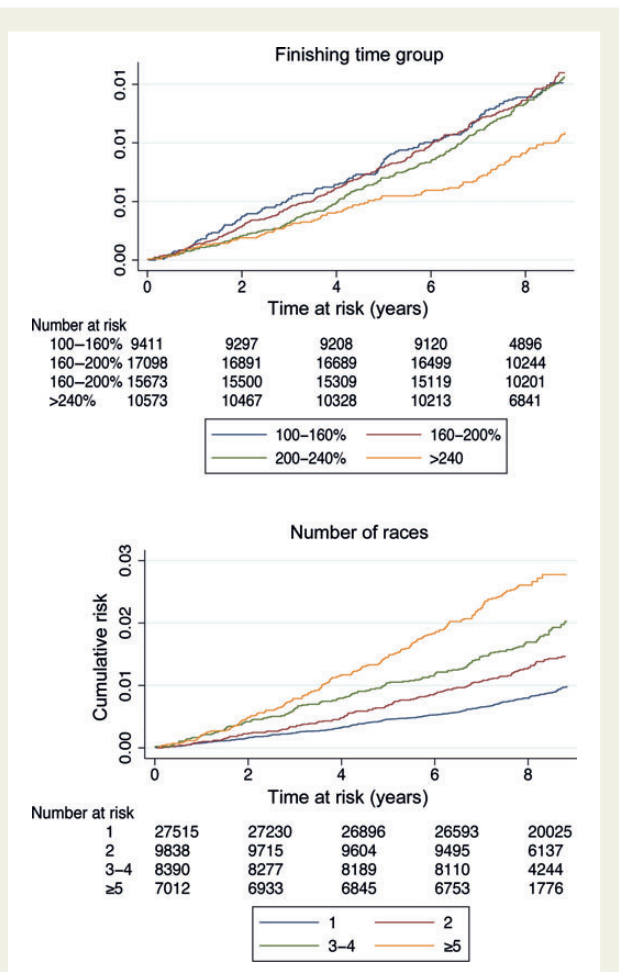 Finishing time group
0.01
0.01
0.01
0.00
0 2 4 6 8
Time at risk (years)
Number at risk
100–160% 9411 9297 9208 9120 4896
160–200% 17098 16891 16689 16499 10244
160–200% 15673 15500 15309 15119 10201
>240% 10573 10467 10328 10213 6841
100–160% 160–200%
200–240% >240
Number of races
Cumulative risk
0.03
0.02
0.01
0.00
0 2 4 6 8
Time at risk (years)
Number at risk
1 27515 27230 26896 26593 20025
2 9838 9715 9604 9495 6137
3–4 8390 8277 8189 8110 4244
≥5 7012 6933 6845 6753 1776
1 2
3–4 ≥5